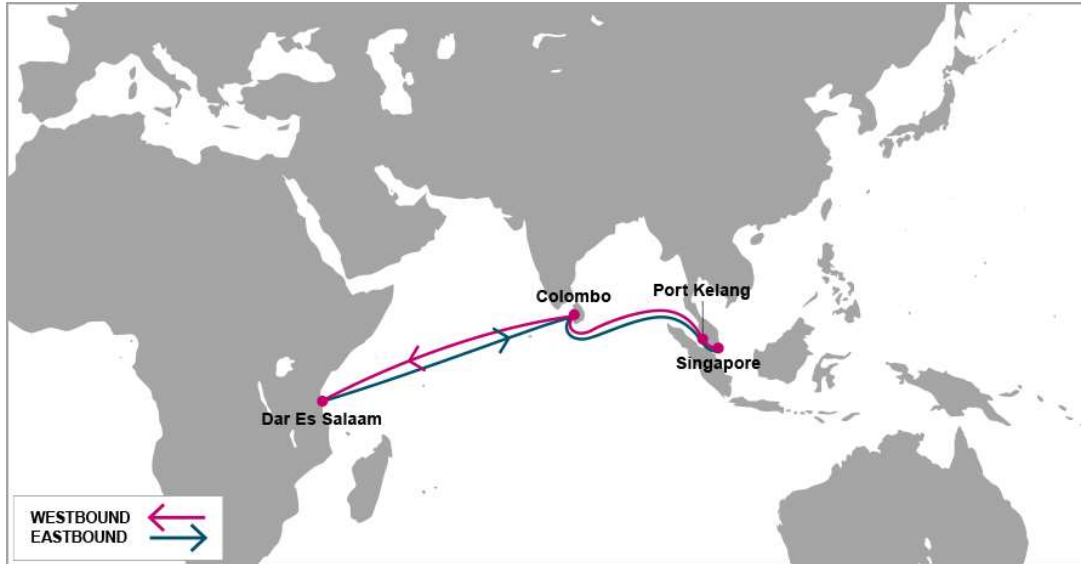 Colombo
Port Kelang
Singapore
Dar Es Salaam
WESTBOUND
EASTBOUND